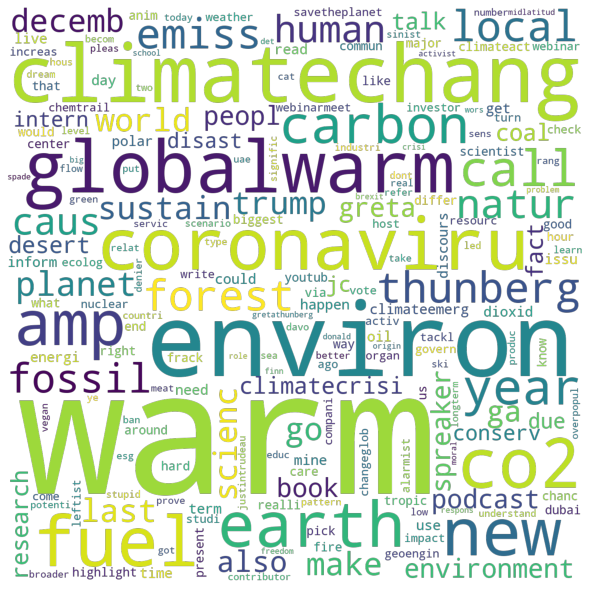 decemb
anim today weather
savetheplanet
numbermidlatitud
emiss
human
talk
local
live becom pleas
commun sinist
increas
det
read
major climateact webinar
climatechang
hous
school
activist
dream two
cat
wors
that day
chemtrail
webinarmeet
like
investor
get
turn
intern
world
peopl
carbon
coal
check
would level
polar disast
center
industri
crisi
sens
scientist
rang
big put uae
flow
signific
dont
globalwarm
call
spade
green
real
refer
differ
resourc
problem
caus
sustain trump
brexit
greta
natur
servic scenario biggest
host
issu
good
hour
desert
relat
type
coronaviru
led
take
discours
fact
learn
inform ecolog
denier
write
could youtub
via vote
planet
what
nuclear
forest
jc
happen
climateemerg
dioxid
thunberg
countri
gretathunberg
davo
activ
tackl
amp
end
energi
right
frack
donald
way
origin
oil
govern
know
produc
environ
better organ
ski
role sea
ago
fossil
meat
finn
climatecrisi
us
year
vegan
ye
need
go
compani
moral
longterm
overpopul
warm
ban
around
scienc
educ
mine
spreaker
ga due
esg
hard
care
changeglob
alarmist
conserv
co2
research
come
leftist
stupid
prove
justintrudeau
book
tropic
podcast
chanc
potenti
term
realli
pattern
low
respons
understand
dubai
fuel
last
studi
pick
fire
geoengin
use
impact
earth
new
got
present
also
make
environment
broader highlight time
freedom
contributor